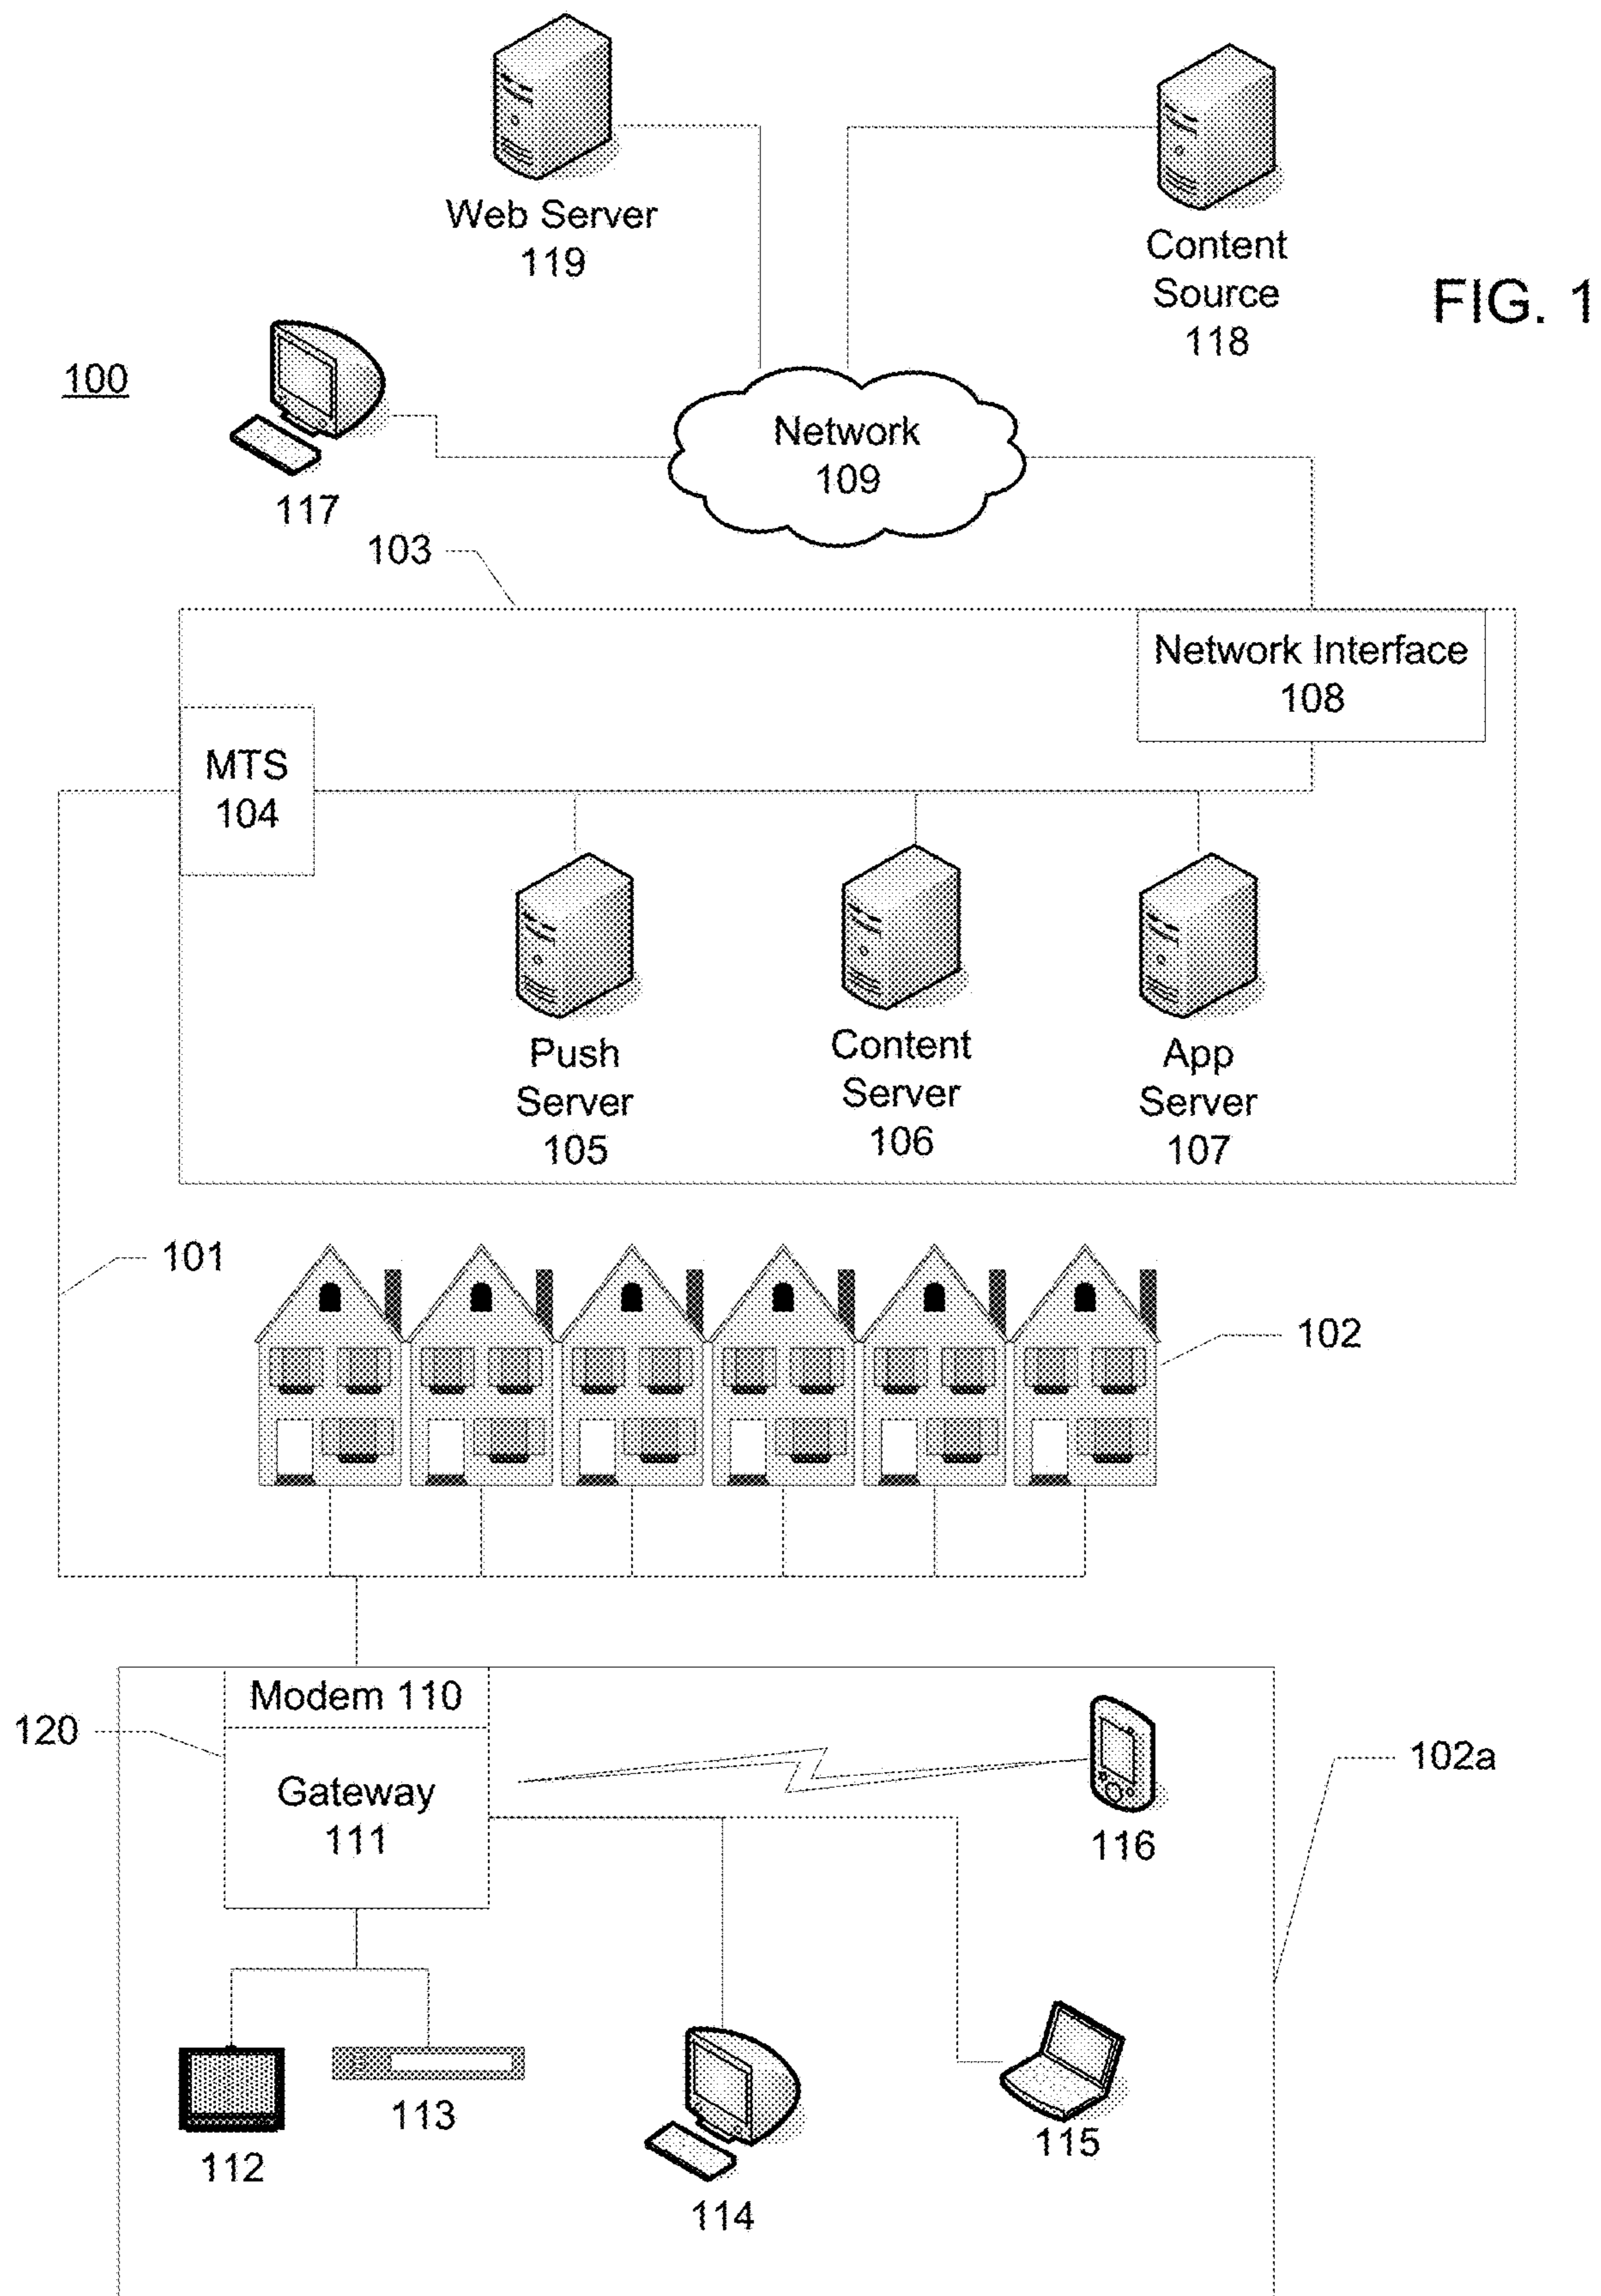 Web Server
119
Content
Source
118
FIG. 1
100
117
Network
109
103
Network Interface
108
MTS
104
Push
Server
105
Content
Server
106
App
Server
107
101
102
Modem 110
120
Gateway
111
116
102a
112
113
114
115